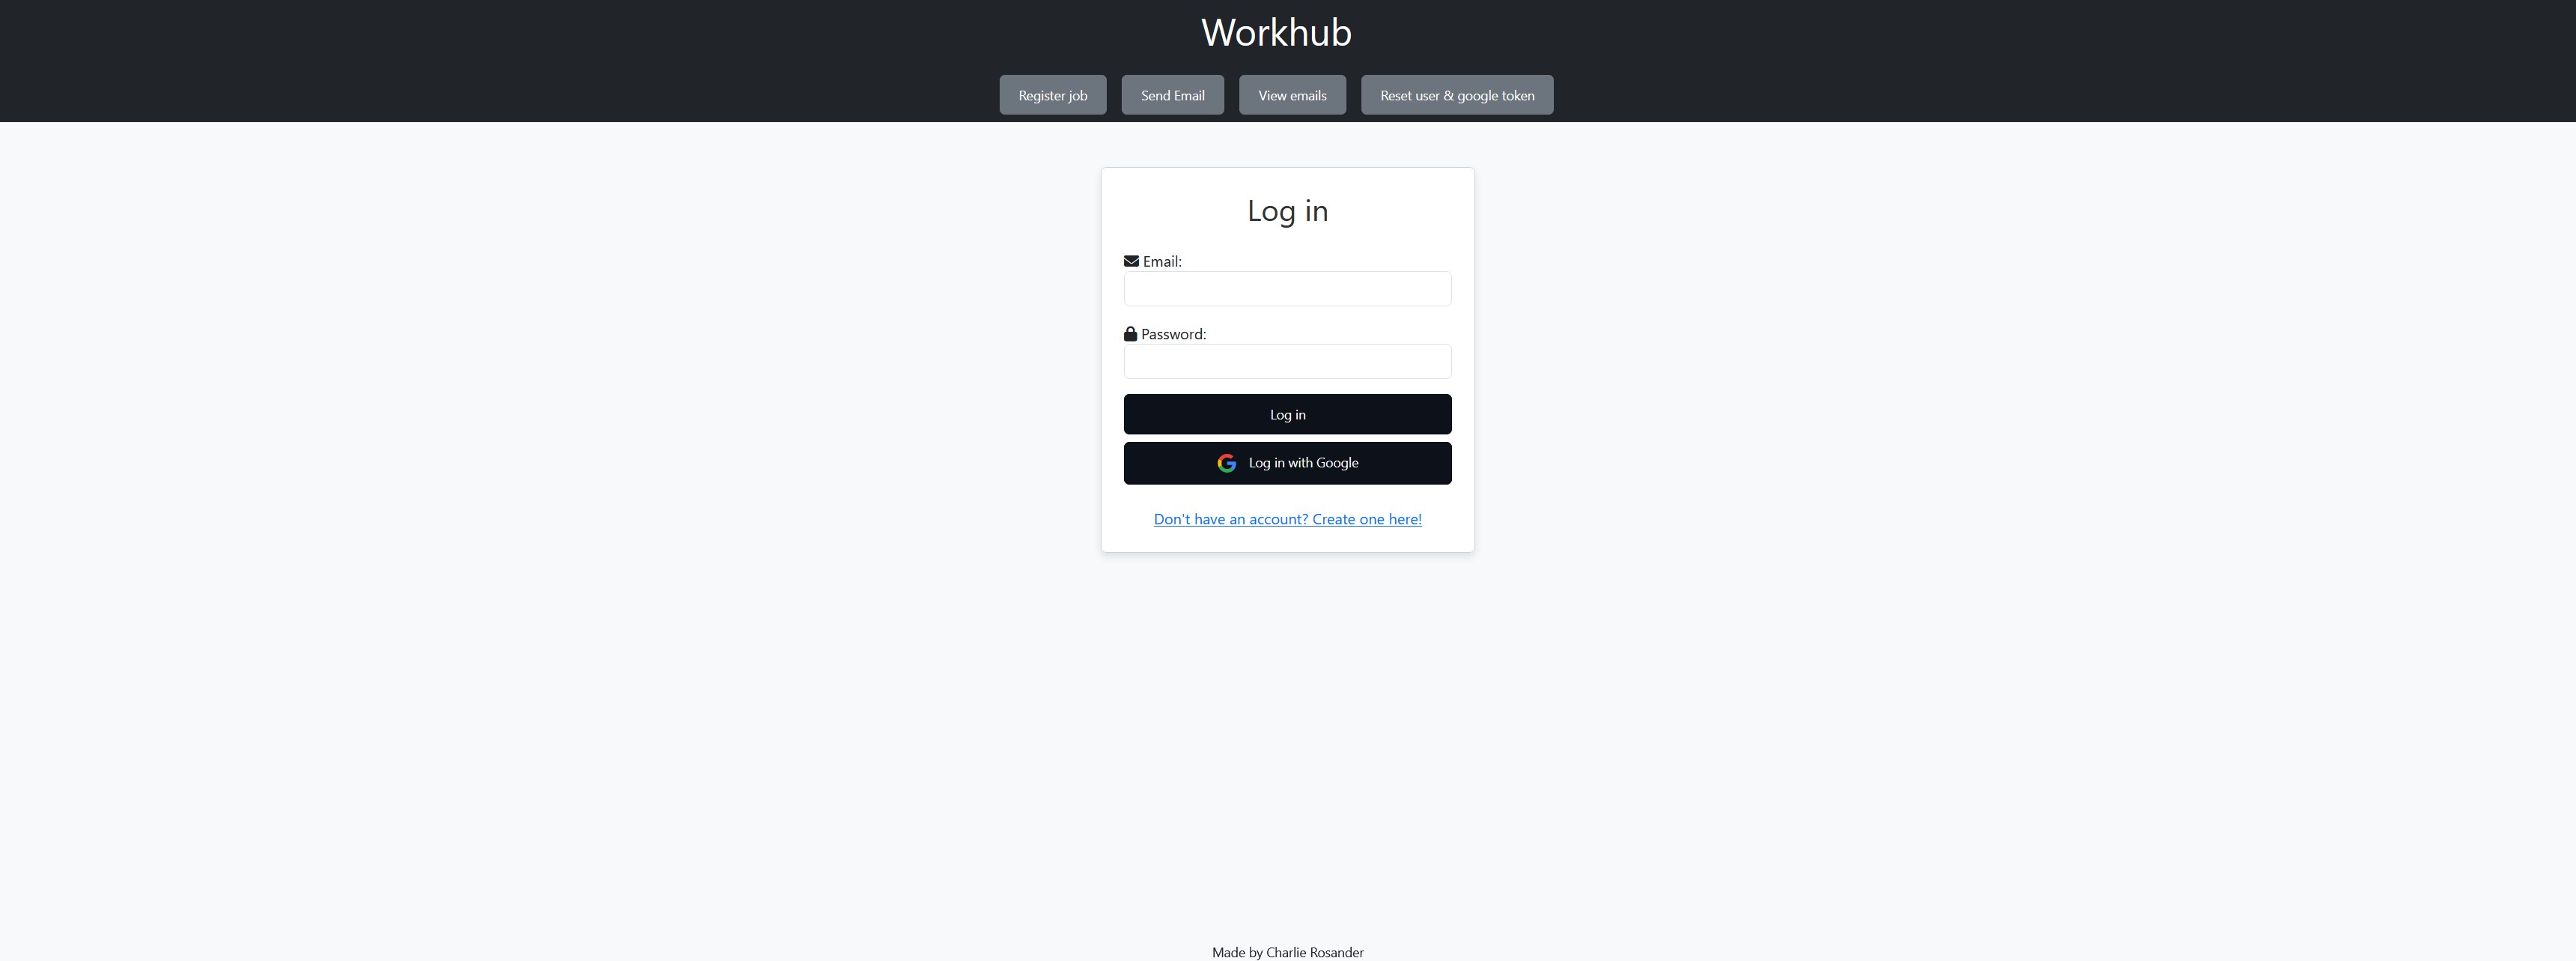 Workhub
Register job Send Email View emails Reset user & google token
Log in
Email:
Password:
Log in
Log in with Google
Don't have an account? Create one here!
Made by Charlie Rosander